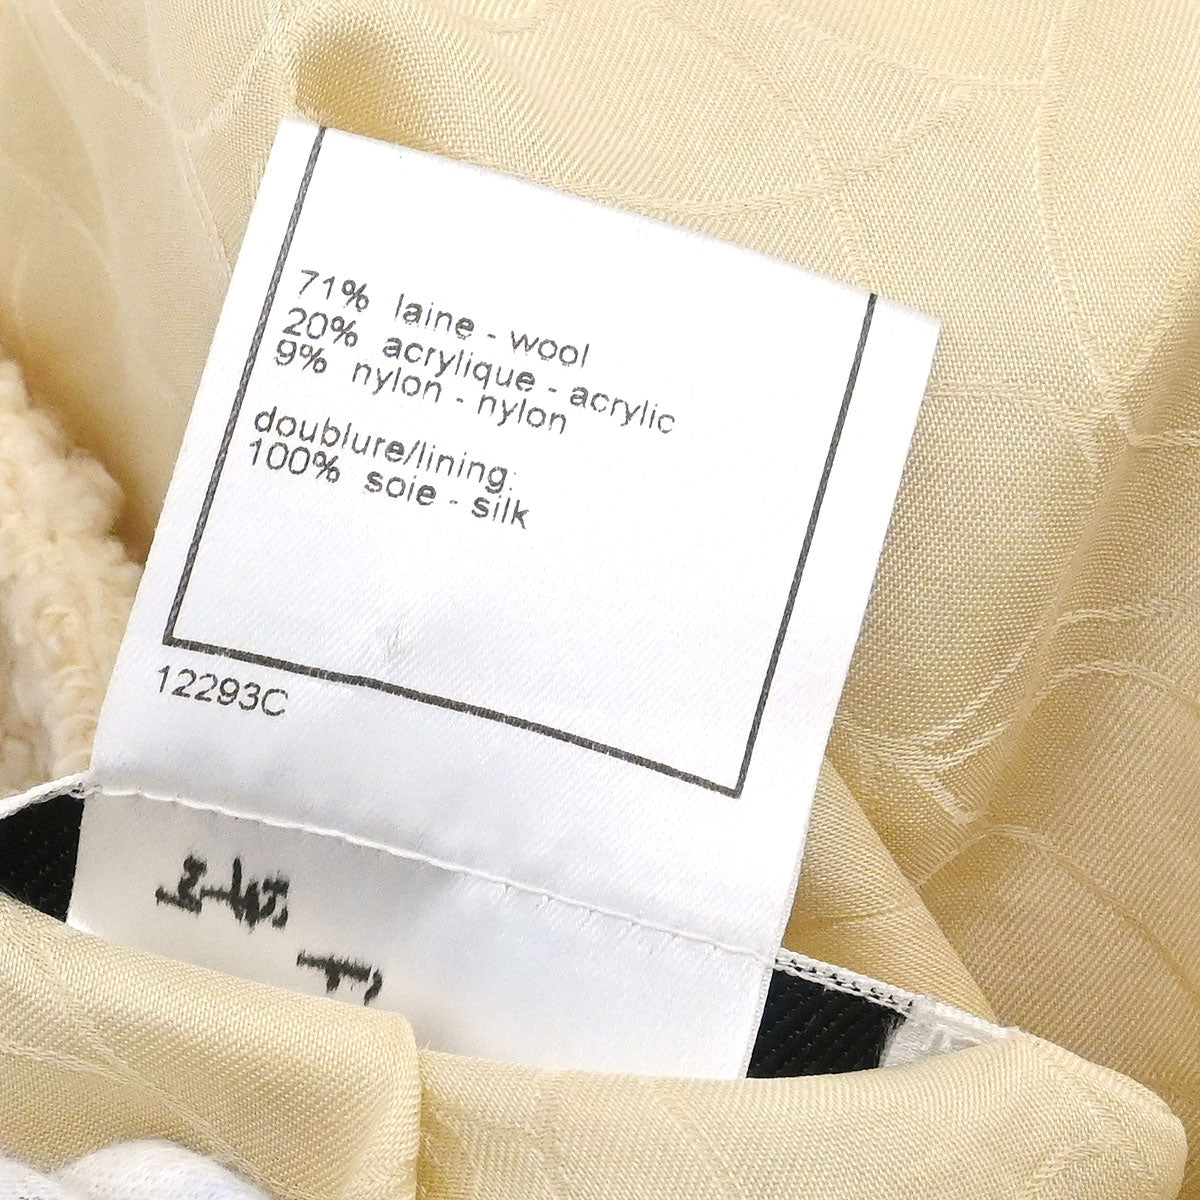 71% laine - wool
20% acrylique - acrylic
9% nylon - nylon
doublure/lining:
100% soie - silk
12293C